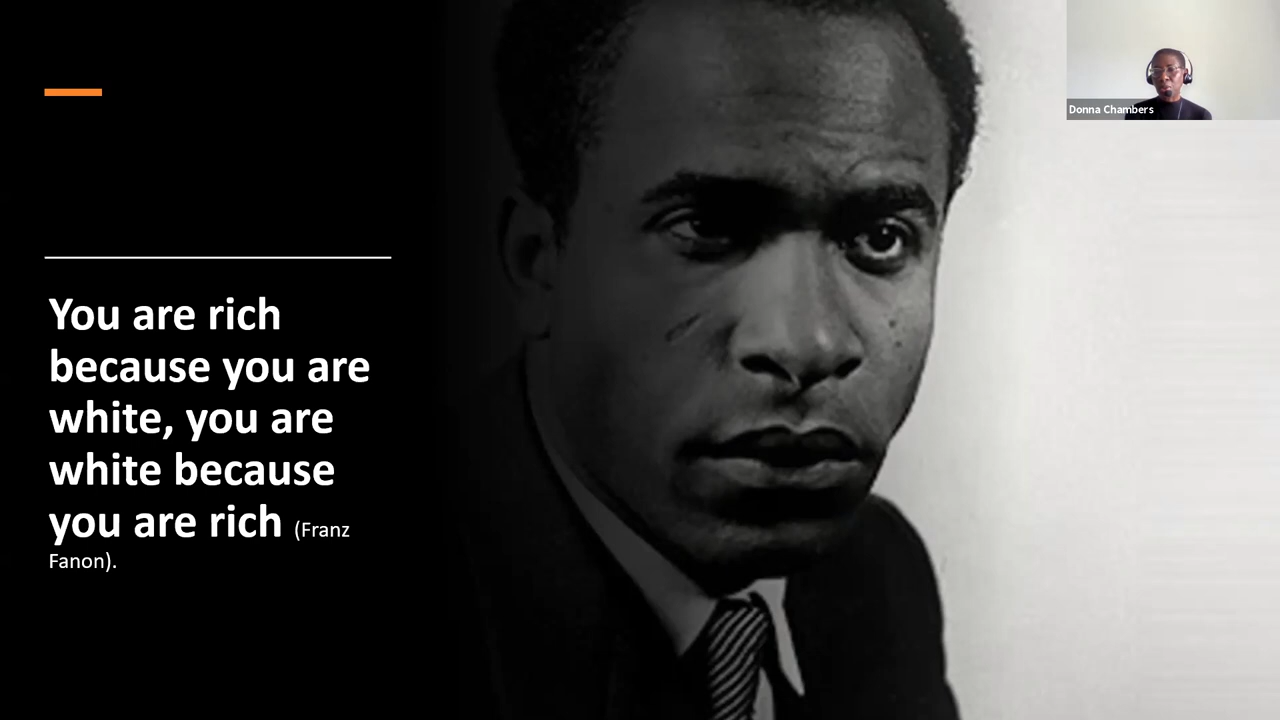 Donna Chambers
You are rich
because you are
white, you are
white because
you are rich (Franz
Fanon).